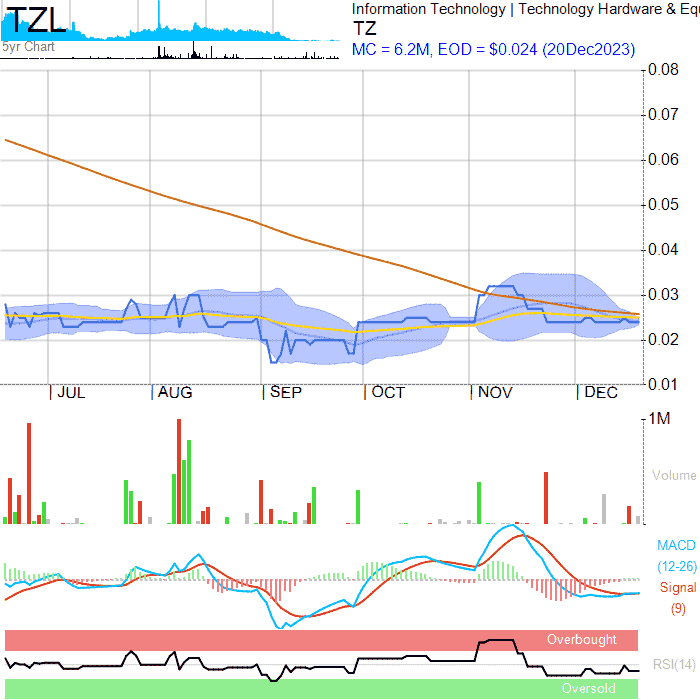 TZL
5yr Chart
Information Technology | Technology Hardware & Equ
TZ
MC = 6.2M, EOD = $0.024 (20Dec2023)
0.08
0.07
0.06
0.05
0.04
0.03
0.02
0.01
|JUL |AUG |SEP |OCT |NOV |DEC
1M
Volume
MACD
(12-26)
Signal
(9)
Overbought
RSI(14)
Oversold